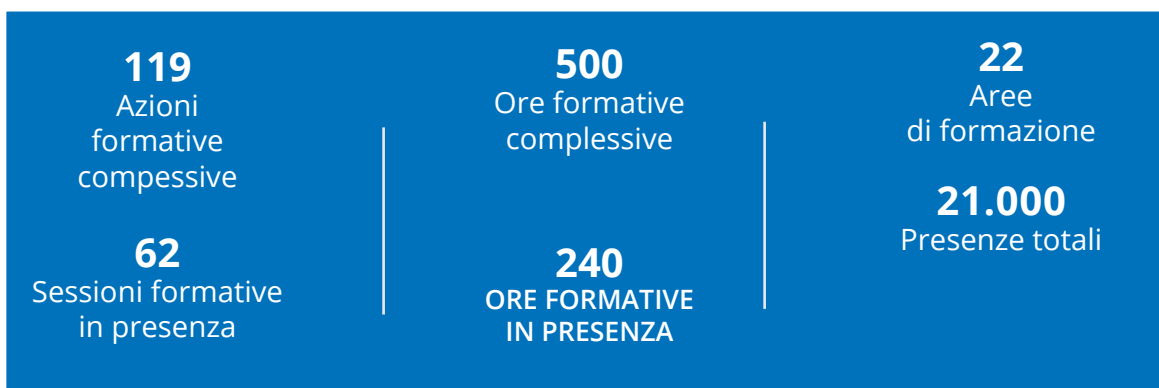 119
Azioni
formative
compessive
62
Sessioni formative
in presenza
500
Ore formative
complessive
240
ORE FORMATIVE
IN PRESENZA
22
Aree
di formazione
21.000
Presenze totali